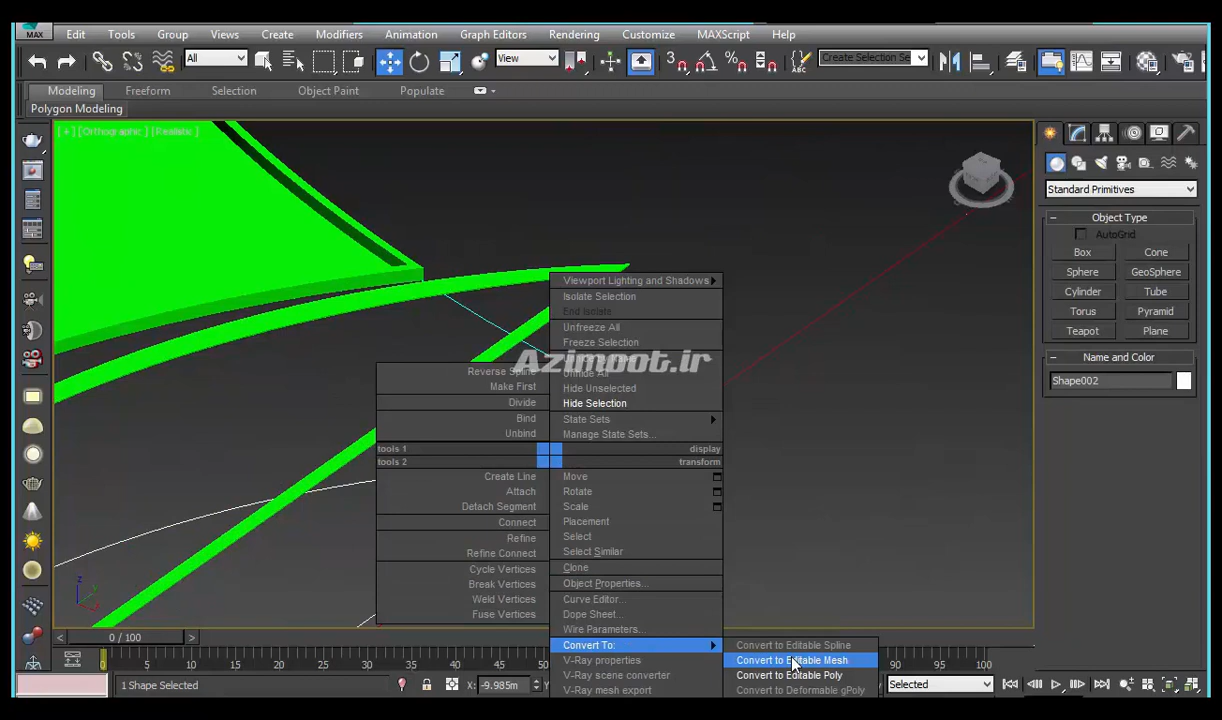 MAX Edit Tools Group Views Create Modifiers Animation Graph Editors Rendering Customize MAXScript Help
All View Create Selection Se
Modeling Freeform Selection Object Paint Populate
Polygon Modeling
[+] [Orthographic] [Realistic]
Standard Primitives
Object Type
AutoGrid
Box Cone
Sphere GeoSphere
Cylinder Tube
Torus Pyramid
Teapot Plane
Name and Color
Shape002
Viewport Lighting and Shadows
Isolate Selection
End Isolate
Unfreeze All
Freeze Selection
Azimoot.ir
Unhide All
Hide Unselected
Hide Selection
State Sets
Manage State Sets...
Reverse Spline
Make First
Divide
Bind
Unbind
tools 1 display
tools 2 transform
Create Line
Attach
Detach Segment
Connect
Refine
Refine Connect
Cycle Vertices
Break Vertices
Weld Vertices
Fuse Vertices
Move
Rotate
Scale
Placement
Select
Select Similar
Clone
Object Properties...
Curve Editor...
Dope Sheet...
Wire Parameters...
Convert To:
V-Ray properties
V-Ray scene converter
V-Ray mesh export
Convert to Editable Spline
Convert to Editable Mesh
Convert to Editable Poly
Convert to Deformable gPoly
< 0 / 100 >
0 5 10 15 20 25 30 35 40 45 50 90 95 100
1 Shape Selected X: -9.985m Y Selected